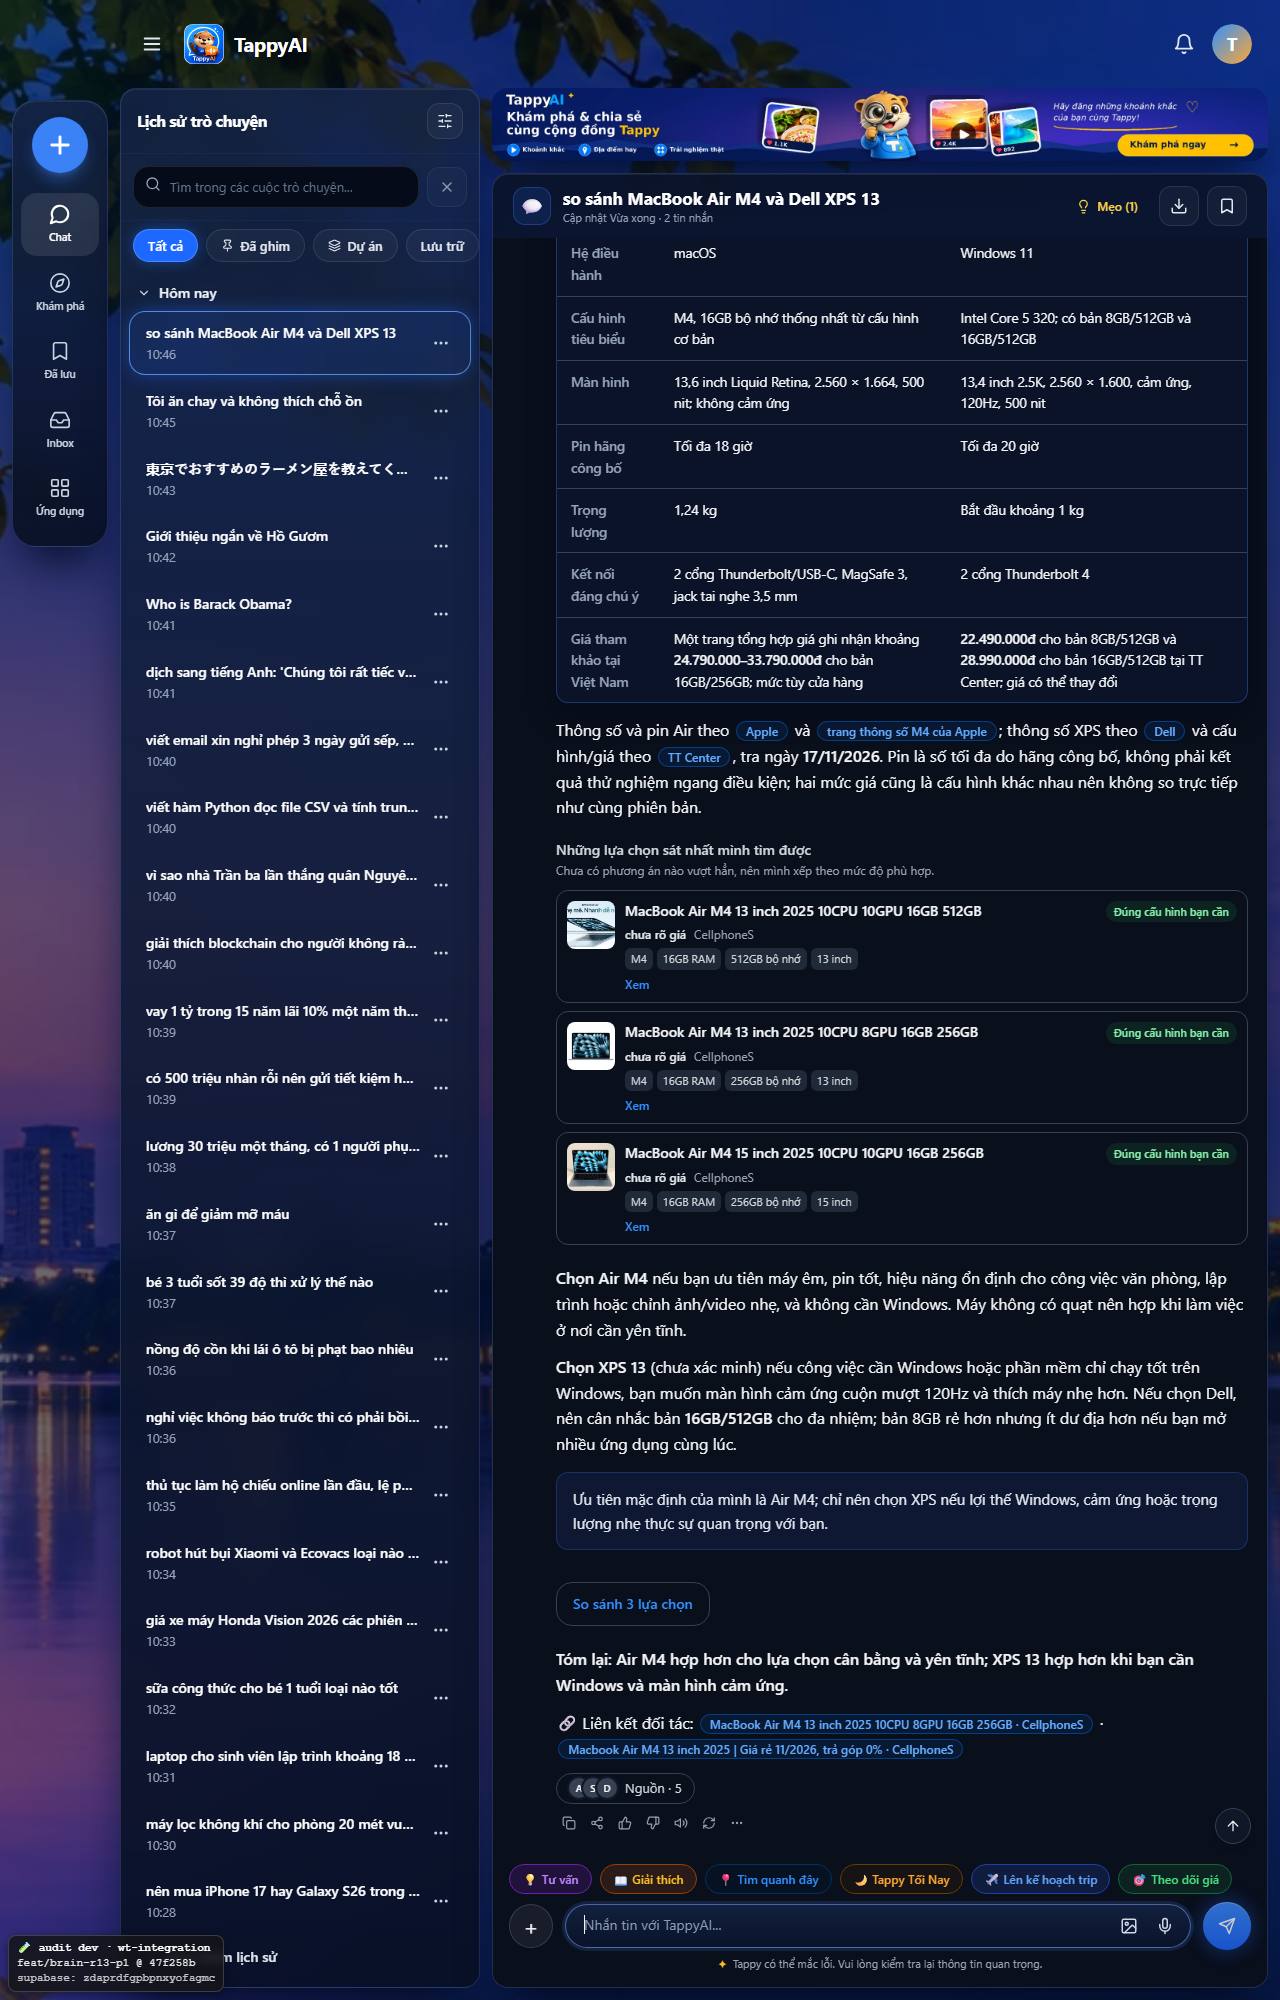 TappyAI
T
TappyAI
Khám phá & chia sẻ
cùng cộng đồng Tappy
Khoảnh khắc
Địa điểm hay
Trải nghiệm thật
1.1K
2.4K
892
Hãy đăng những khoảnh khắc
của bạn cùng Tappy!
Khám phá ngay →
Chat
Khám phá
Đã lưu
Inbox
Ứng dụng
Lịch sử trò chuyện
Tìm trong các cuộc trò chuyện...
Tất cả
Đã ghim
Dự án
Lưu trữ
Hôm nay
so sánh MacBook Air M4 và Dell XPS 13
10:46
Tôi ăn chay và không thích chỗ ồn
10:45
東京でおすすめのラーメン屋を教えてく...
10:43
Giới thiệu ngắn về Hồ Gươm
10:42
Who is Barack Obama?
10:41
dịch sang tiếng Anh: 'Chúng tôi rất tiếc v...
10:41
viết email xin nghỉ phép 3 ngày gửi sếp, ...
10:40
viết hàm Python đọc file CSV và tính trun...
10:40
vì sao nhà Trần ba lần thắng quân Nguyê...
10:40
giải thích blockchain cho người không rà...
10:40
vay 1 tỷ trong 15 năm lãi 10% một năm th...
10:39
có 500 triệu nhàn rỗi nên gửi tiết kiệm h...
10:39
lương 30 triệu một tháng, có 1 người phụ...
10:38
ăn gì để giảm mỡ máu
10:37
bé 3 tuổi sốt 39 độ thì xử lý thế nào
10:37
nồng độ cồn khi lái ô tô bị phạt bao nhiêu
10:36
nghỉ việc không báo trước thì có phải bồi...
10:36
thủ tục làm hộ chiếu online lần đầu, lệ p...
10:35
robot hút bụi Xiaomi và Ecovacs loại nào ...
10:34
giá xe máy Honda Vision 2026 các phiên ...
10:33
sữa công thức cho bé 1 tuổi loại nào tốt
10:32
laptop cho sinh viên lập trình khoảng 18 ...
10:31
máy lọc không khí cho phòng 20 mét vu...
10:30
nên mua iPhone 17 hay Galaxy S26 trong ...
10:28
lịch sử
audit dev · wt-integration
feat/brain-r13-p1 @ 47f258b
supabase: zdaprdfgpbpnxyofagmc
so sánh MacBook Air M4 và Dell XPS 13
Cập nhật Vừa xong · 2 tin nhắn
Mẹo (1)
Hệ điều hành
macOS
Windows 11
Cấu hình tiêu biểu
M4, 16GB bộ nhớ thống nhất từ cấu hình cơ bản
Intel Core 5 320; có bản 8GB/512GB và 16GB/512GB
Màn hình
13,6 inch Liquid Retina, 2.560 × 1.664, 500 nit; không cảm ứng
13,4 inch 2.5K, 2.560 × 1.600, cảm ứng, 120Hz, 500 nit
Pin hãng công bố
Tối đa 18 giờ
Tối đa 20 giờ
Trọng lượng
1,24 kg
Bắt đầu khoảng 1 kg
Kết nối đáng chú ý
2 cổng Thunderbolt/USB-C, MagSafe 3, jack tai nghe 3,5 mm
2 cổng Thunderbolt 4
Giá tham khảo tại Việt Nam
Một trang tổng hợp giá ghi nhận khoảng 24.790.000–33.790.000đ cho bản 16GB/256GB; mức tùy cửa hàng
22.490.000đ cho bản 8GB/512GB và 28.990.000đ cho bản 16GB/512GB tại TT Center; giá có thể thay đổi
Thông số và pin Air theo Apple và trang thông số M4 của Apple ; thông số XPS theo Dell và cấu
hình/giá theo TT Center , tra ngày 17/11/2026. Pin là số tối đa do hãng công bố, không phải kết
quả thử nghiệm ngang điều kiện; hai mức giá cũng là cấu hình khác nhau nên không so trực tiếp
như cùng phiên bản.
Những lựa chọn sát nhất mình tìm được
Chưa có phương án nào vượt hẳn, nên mình xếp theo mức độ phù hợp.
MacBook Air M4 13 inch 2025 10CPU 10GPU 16GB 512GB
Đúng cấu hình bạn cần
chưa rõ giá CellphoneS
M4 16GB RAM 512GB bộ nhớ 13 inch
Xem
MacBook Air M4 13 inch 2025 10CPU 8GPU 16GB 256GB
Đúng cấu hình bạn cần
chưa rõ giá CellphoneS
M4 16GB RAM 256GB bộ nhớ 13 inch
Xem
MacBook Air M4 15 inch 2025 10CPU 10GPU 16GB 256GB
Đúng cấu hình bạn cần
chưa rõ giá CellphoneS
M4 16GB RAM 256GB bộ nhớ 15 inch
Xem
Chọn Air M4 nếu bạn ưu tiên máy êm, pin tốt, hiệu năng ổn định cho công việc văn phòng, lập
trình hoặc chỉnh ảnh/video nhẹ, và không cần Windows. Máy không có quạt nên hợp khi làm việc
ở nơi cần yên tĩnh.
Chọn XPS 13 (chưa xác minh) nếu công việc cần Windows hoặc phần mềm chỉ chạy tốt trên
Windows, bạn muốn màn hình cảm ứng cuộn mượt 120Hz và thích máy nhẹ hơn. Nếu chọn Dell,
nên cân nhắc bản 16GB/512GB cho đa nhiệm; bản 8GB rẻ hơn nhưng ít dư địa hơn nếu bạn mở
nhiều ứng dụng cùng lúc.
Ưu tiên mặc định của mình là Air M4; chỉ nên chọn XPS nếu lợi thế Windows, cảm ứng hoặc trọng
lượng nhẹ thực sự quan trọng với bạn.
So sánh 3 lựa chọn
Tóm lại: Air M4 hợp hơn cho lựa chọn cân bằng và yên tĩnh; XPS 13 hợp hơn khi bạn cần
Windows và màn hình cảm ứng.
Liên kết đối tác: MacBook Air M4 13 inch 2025 10CPU 8GPU 16GB 256GB · CellphoneS ·
Macbook Air M4 13 inch 2025 | Giá rẻ 11/2026, trả góp 0% · CellphoneS
A S D Nguồn · 5
Tư vấn
Giải thích
Tìm quanh đây
Tappy Tối Nay
Lên kế hoạch trip
Theo dõi giá
Nhắn tin với TappyAI...
Tappy có thể mắc lỗi. Vui lòng kiểm tra lại thông tin quan trọng.